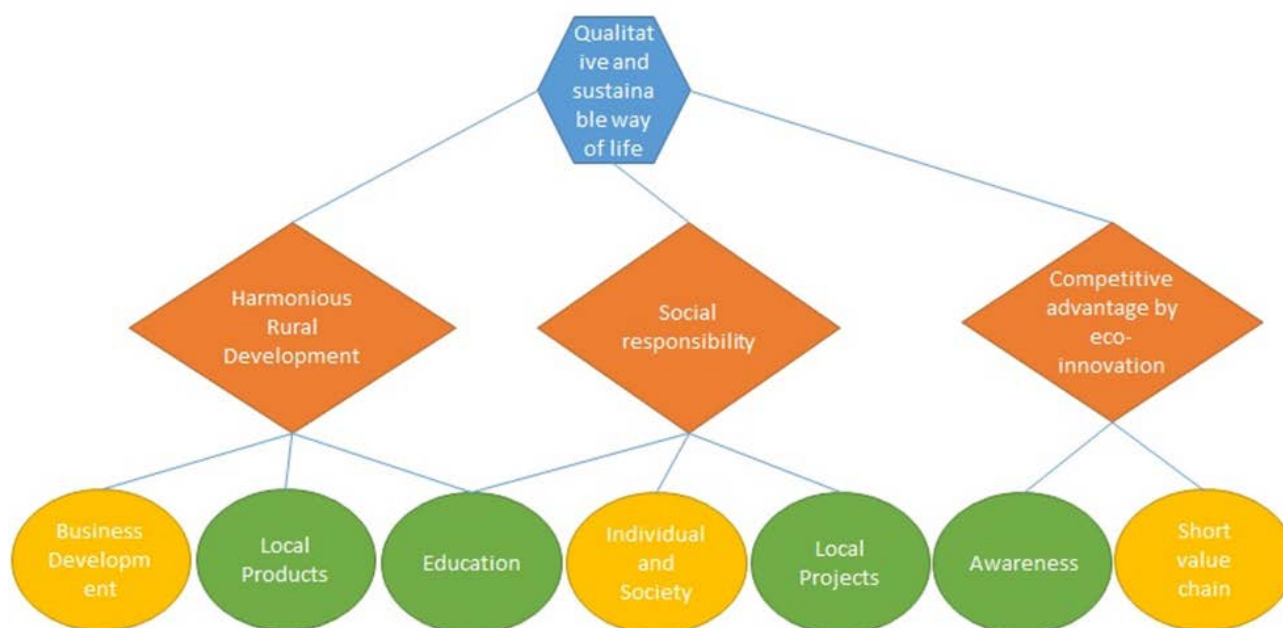 Qualitat
ive and
sustaina
ble way
of life
Harmonious
Rural
Development
Social
responsibility
Competitive
advantage by
eco-
innovation
Business
Developm
ent
Local
Products
Education
Individual
and
Society
Local
Projects
Awareness
Short
value
chain